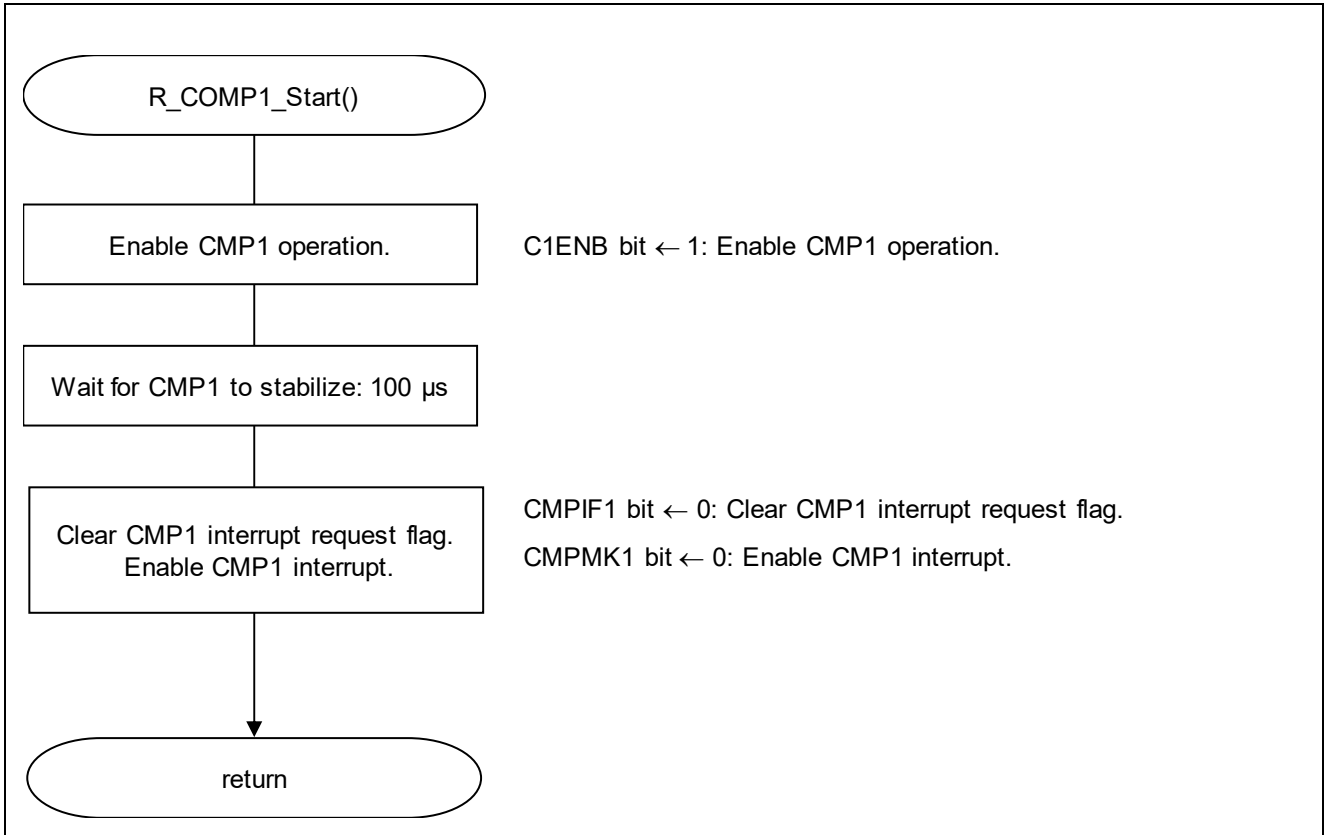 R_COMP1_Start()
Enable CMP1 operation.
C1ENB bit ← 1: Enable CMP1 operation.
Wait for CMP1 to stabilize: 100 µs
Clear CMP1 interrupt request flag.
Enable CMP1 interrupt.
CMPIF1 bit ← 0: Clear CMP1 interrupt request flag.
CMPMK1 bit ← 0: Enable CMP1 interrupt.
return